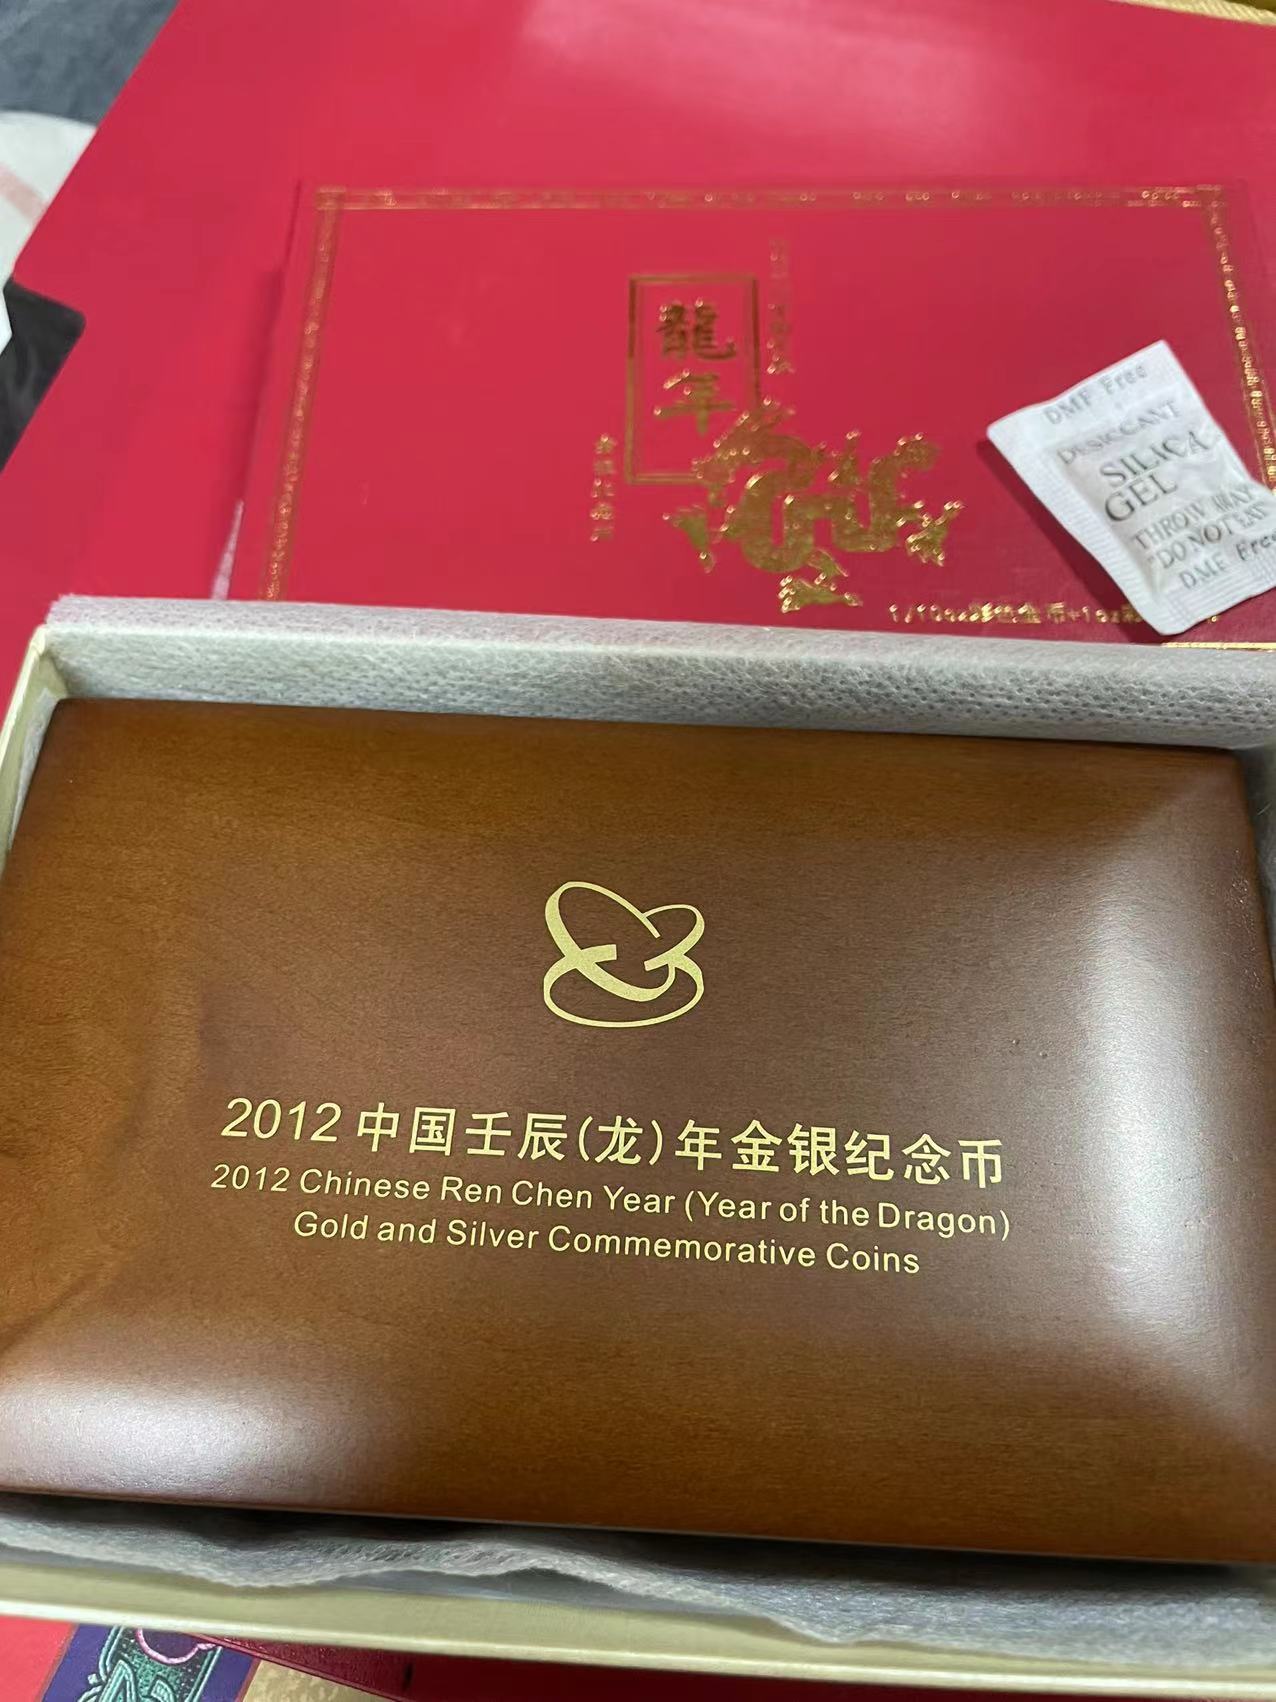 龍年
DMF Free
DESICCANT
SILICA
GEL
THROW AWAY
"DO NOT EAT
DMF Free
2012 中国壬辰(龙)年金银纪念币
2012 Chinese Ren Chen Year (Year of the Dragon)
Gold and Silver Commemorative Coins